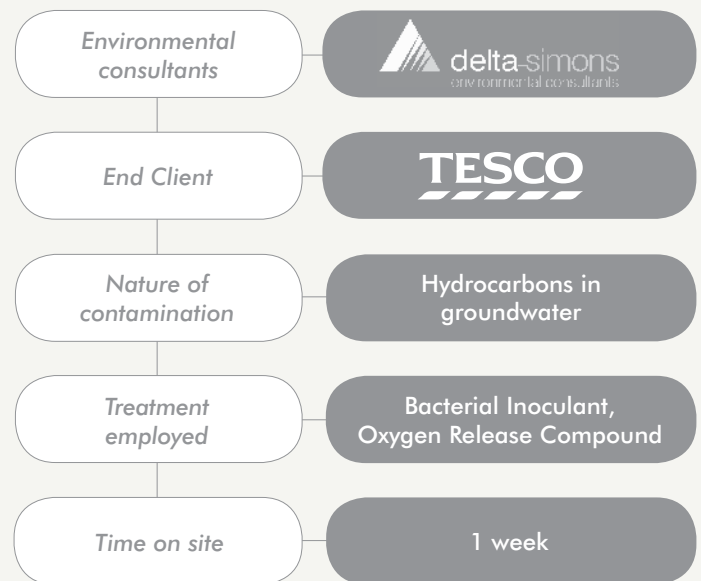 Environmental
consultants
delta-simons
environmental consultants
End Client
TESCO
Nature of
contamination
Hydrocarbons in
groundwater
Treatment
employed
Bacterial Inoculant,
Oxygen Release Compound
Time on site
1 week